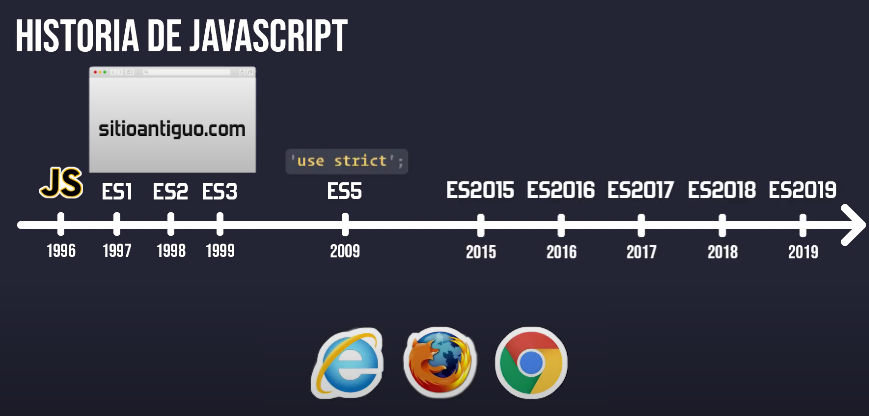 HISTORIA DE JAVASCRIPT
sitioantiguo.com
'use strict';
JS ES1 ES2 ES3 ES5 ES2015 ES2016 ES2017 ES2018 ES2019
1996 1997 1998 1999 2009 2015 2016 2017 2018 2019